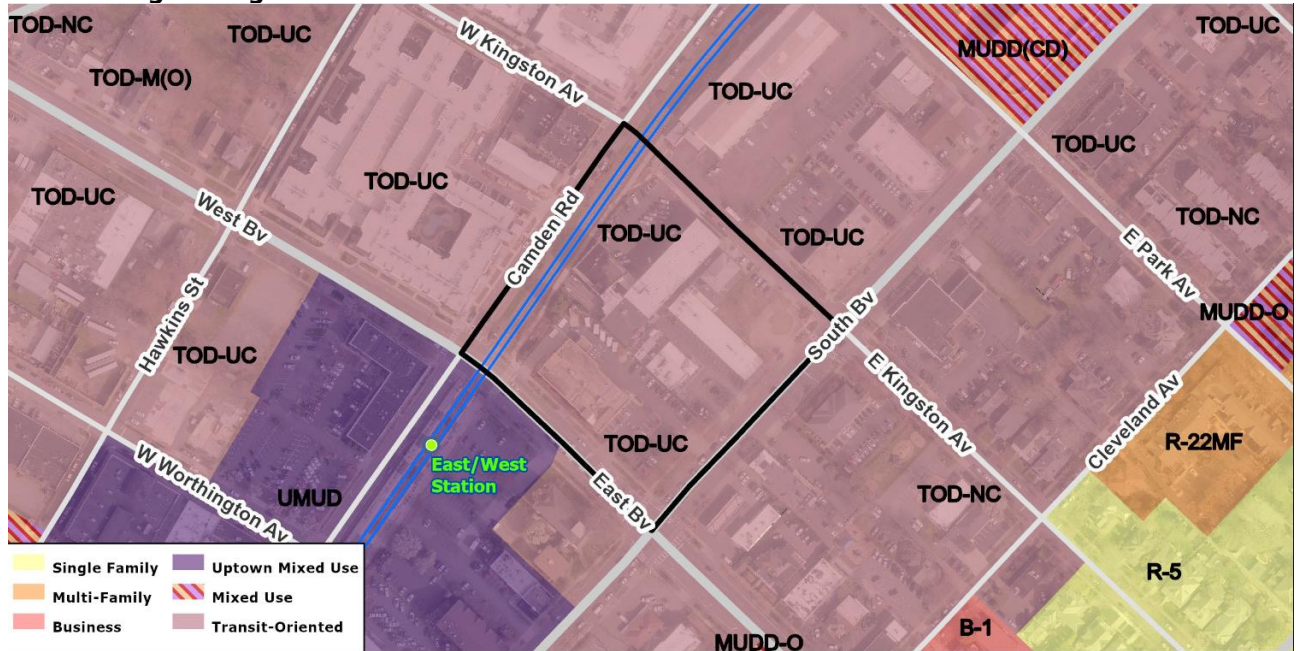 TOD-NC
TOD-UC
TOD-M(O)
W Kingston Av
TOD-UC
MUDD(CD)
TOD-UC
TOD-UC
TOD-UC
TOD-UC
TOD-NC
West Bv
Camden Rd
TOD-UC
TOD-UC
E Park Av
Hawkins St
TOD-UC
South Bv
MUDD-O
E Kingston Av
Cleveland Av
R-22MF
TOD-UC
East/West
Station
W Worthington Av
UMUD
East Bv
TOD-NC
R-5
B-1
MUDD-O
Single Family
Uptown Mixed Use
Multi-Family
Mixed Use
Business
Transit-Oriented